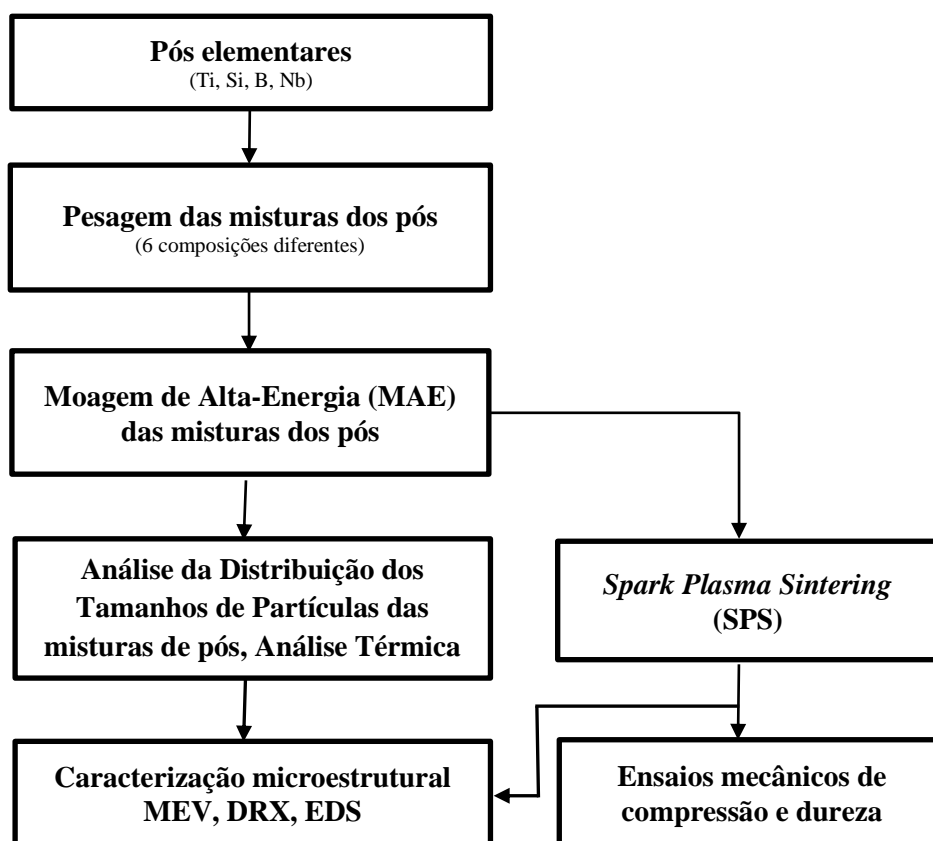 Pós elementares
(Ti, Si, B, Nb)
Pesagem das misturas dos pós
(6 composições diferentes)
Moagem de Alta-Energia (MAE)
das misturas dos pós
Análise da Distribuição dos
Tamanhos de Partículas das
misturas de pós, Análise Térmica
Spark Plasma Sintering
(SPS)
Caracterização microestrutural
MEV, DRX, EDS
Ensaios mecânicos de
compressão e dureza